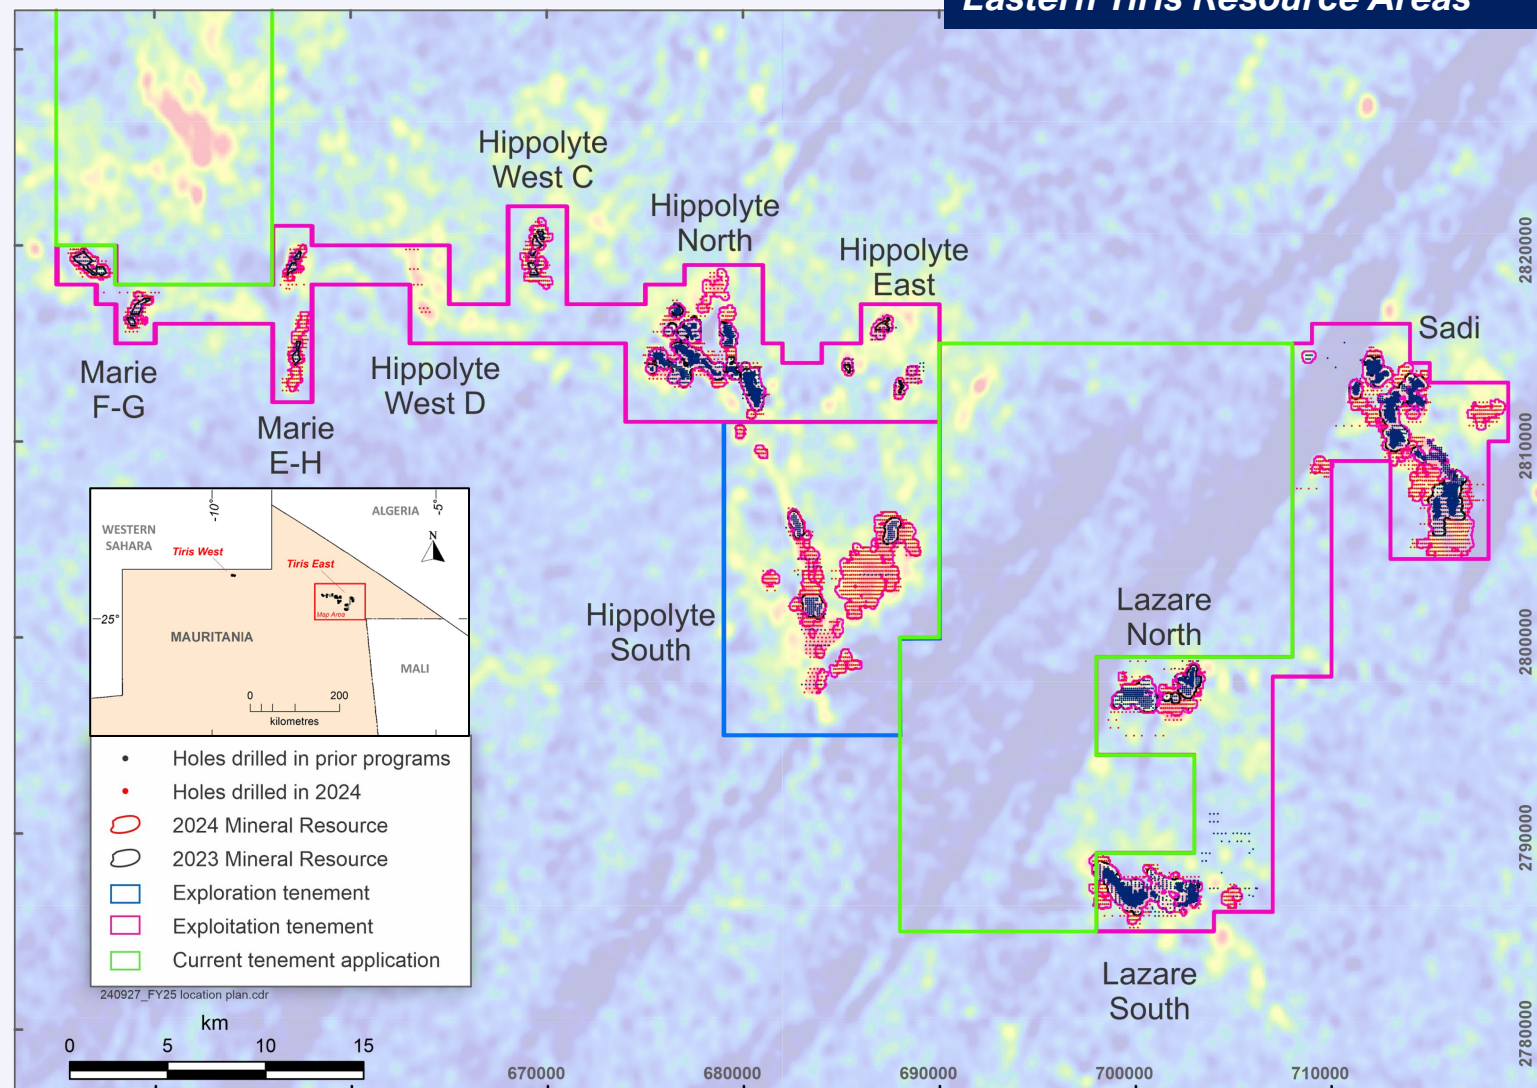 Eastern Tiris Resource Areas
Hippolyte
West C
Hippolyte
North
Hippolyte
East
Sadi
Marie
F-G
Marie
E-H
Hippolyte
West D
Hippolyte
South
Lazare
North
Lazare
South
2820000
2810000
2800000
2790000
2780000
670000
680000
690000
700000
710000
-10°
-5°
ALGERIA
WESTERN
SAHARA
N
Tiris West
Tiris East
Map Area
25°
MAURITANIA
MALI
0 200
kilometres
Holes drilled in prior programs
Holes drilled in 2024
2024 Mineral Resource
2023 Mineral Resource
Exploration tenement
Exploitation tenement
Current tenement application
240927_FY25 location plan.cdr
km
0 5 10 15